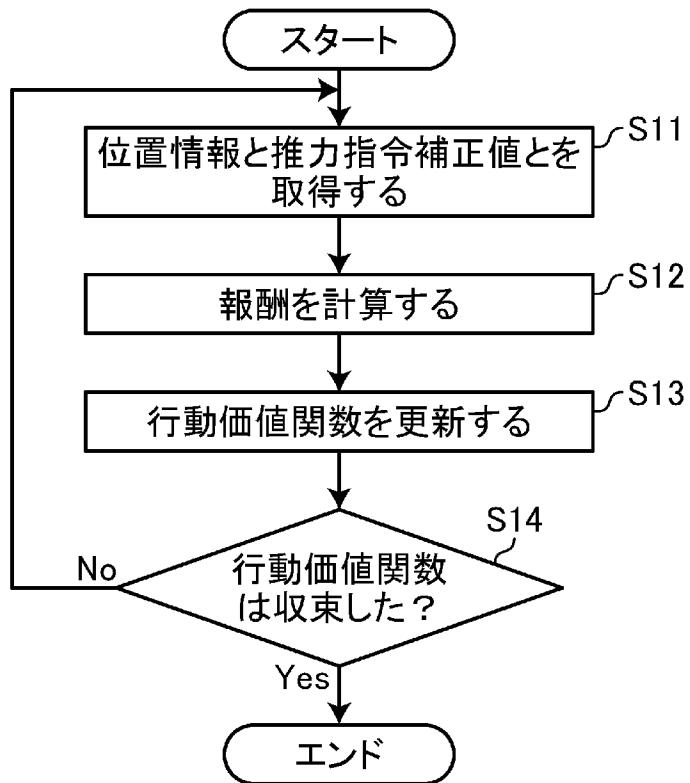 スタート
位置情報と推力指令補正値とを
取得する
S11
報酬を計算する
S12
行動価値関数を更新する
S13
行動価値関数
は収束した？
S14
No
Yes
エンド